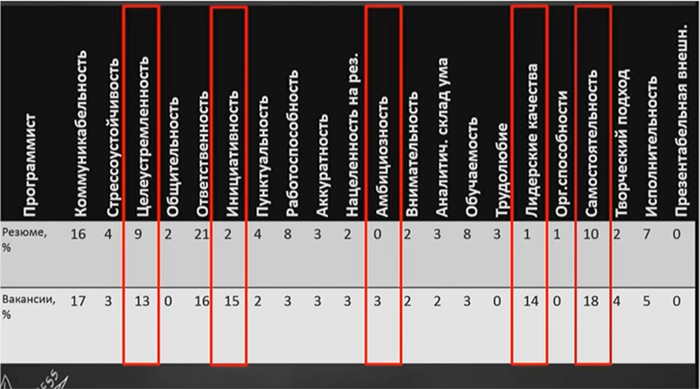 Программист
Коммуникабельность
Стрессоустойчивость
Целеустремленность
Общительность
Ответственность
Инициативность
Пунктуальность
Работоспособность
Аккуратность
Нацеленность на рез.
Амбициозность
Внимательность
Аналитич. склад ума
Обучаемость
Трудолюбие
Лидерские качества
Орг.способности
Самостоятельность
Творческий подход
Исполнительность
Презентабельная внешн.
Резюме, % 16 4 9 2 21 2 4 8 3 2 0 2 3 8 3 1 1 10 2 7 0
Вакансии, % 17 3 13 0 16 15 2 3 3 3 3 2 2 3 0 14 0 18 4 5 0